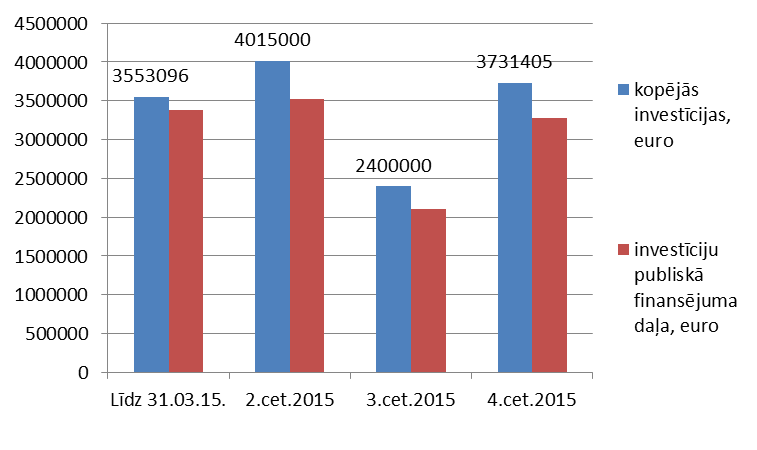 4500000
4000000
3500000
3000000
2500000
2000000
1500000
1000000
500000
0
3553096
4015000
2400000
3731405
Līdz 31.03.15.
2.cet.2015
3.cet.2015
4.cet.2015
kopējās
investīcijas,
euro
investīciju
publiskā
finansējuma
daļa, euro